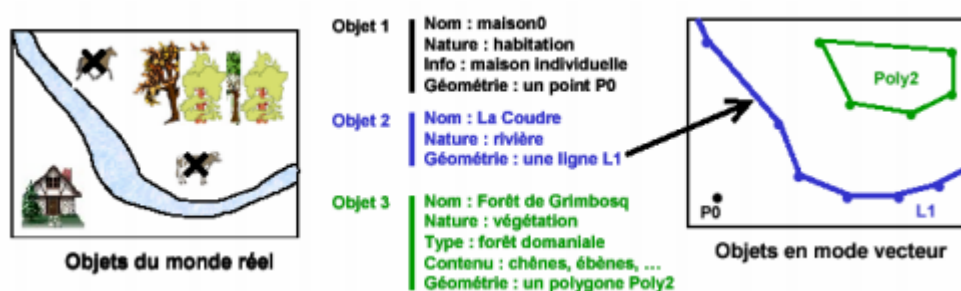 Objet 1
Nom : maison0
Nature : habitation
Info : maison individuelle
Géométrie : un point P0
Objet 2
Nom : La Coudre
Nature : rivière
Géométrie : une ligne L1
Objet 3
Nom : Forêt de Grimbosq
Nature : végétation
Type : forêt domaniale
Contenu : chênes, ébènes, ...
Géométrie : un polygone Poly2
Objets du monde réel
Poly2
P0
L1
Objets en mode vecteur